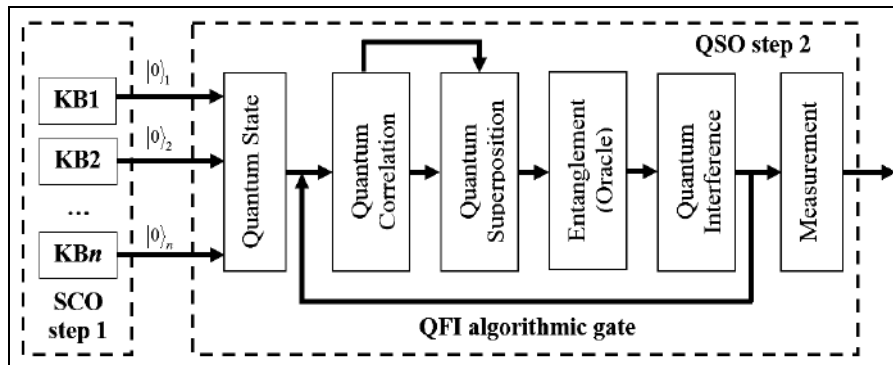 QSO step 2
KB1
|0⟩₁
KB2
|0⟩₂
...
KBn
|0⟩ₙ
SCO
step 1
Quantum State
Quantum
Correlation
Quantum
Superposition
Entanglement
(Oracle)
Quantum
Interference
Measurement
QFI algorithmic gate